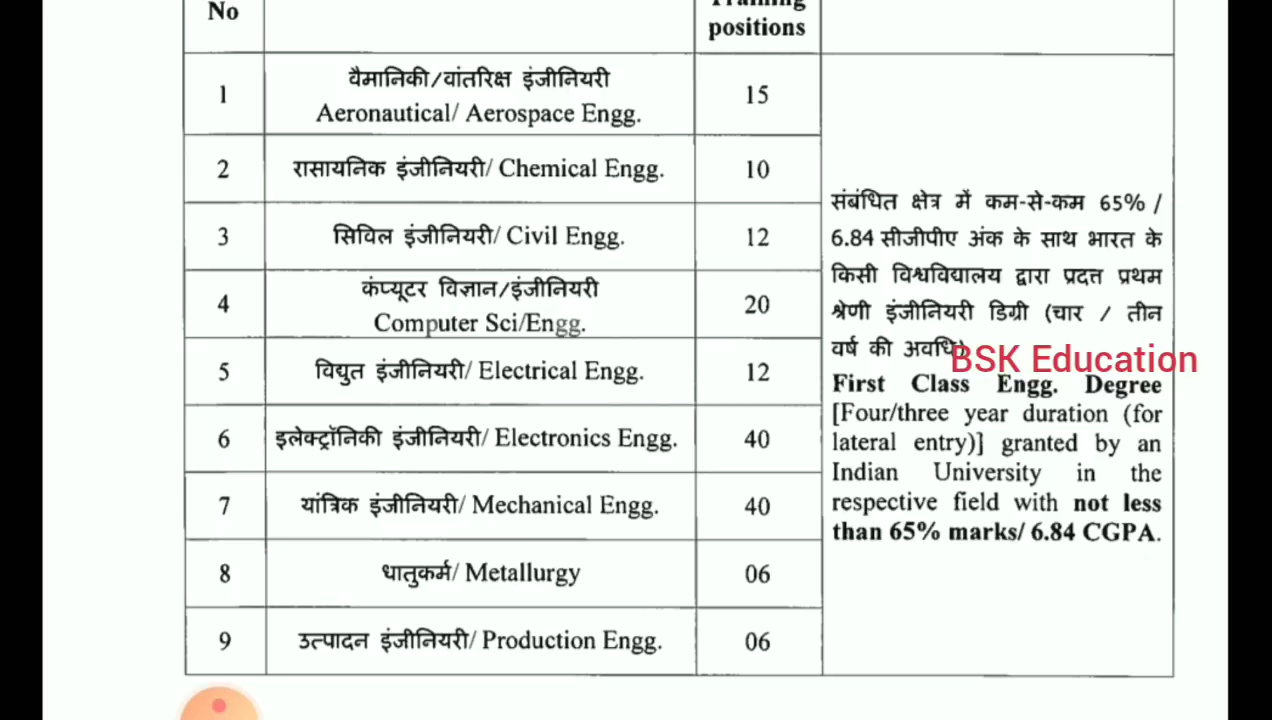 No
Training
positions
1
वैमानिकी/वांतरिक्ष इंजीनियरी
Aeronautical/ Aerospace Engg.
15
2
रासायनिक इंजीनियरी/ Chemical Engg.
10
3
सिविल इंजीनियरी/ Civil Engg.
12
4
कंप्यूटर विज्ञान/इंजीनियरी
Computer Sci/Engg.
20
5
विद्युत इंजीनियरी/ Electrical Engg.
12
6
इलेक्ट्रॉनिकी इंजीनियरी/ Electronics Engg.
40
7
यांत्रिक इंजीनियरी/ Mechanical Engg.
40
8
धातुकर्म/ Metallurgy
06
9
उत्पादन इंजीनियरी/ Production Engg.
06
संबंधित क्षेत्र में कम-से-कम 65% /
6.84 सीजीपीए अंक के साथ भारत के
किसी विश्वविद्यालय द्वारा प्रदत्त प्रथम
श्रेणी इंजीनियरी डिग्री (चार / तीन
वर्ष की अवधि)
BSK Education
First Class Engg. Degree
[Four/three year duration (for
lateral entry)] granted by an
Indian University in the
respective field with not less
than 65% marks/ 6.84 CGPA.